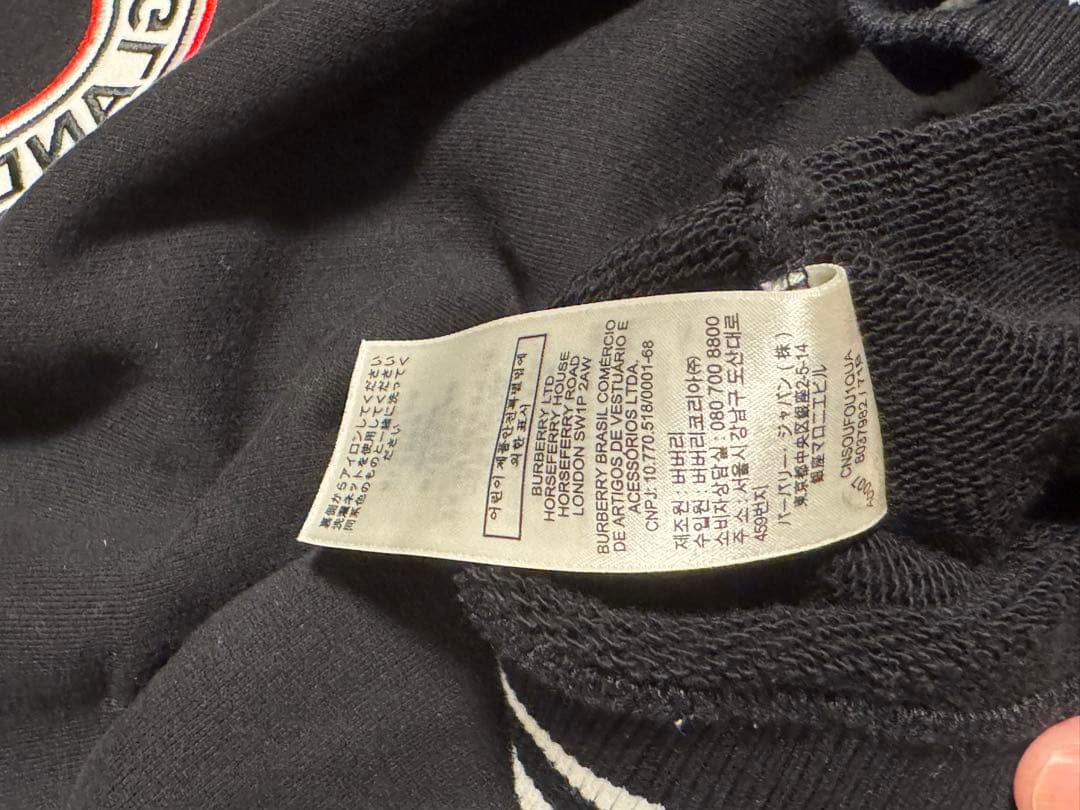 GLAND
裏側からアイロンしてください
洗濯ネットを使用してください
同系色のものと一緒に洗ってく
ださい
어린이제품안전특별법에
의한 표시
BURBERRY LTD
HORSEFERRY HOUSE
HORSEFERRY ROAD
LONDON SW1P 2AW
BURBERRY BRASIL COMÉRCIO
DE ARTIGOS DE VESTUÁRIO E
ACESSORIOS LTDA.
CNPJ: 10.770.518/0001-68
제조원 : 버버리
수입원 : 버버리코리아(주)
소비자상담실 : 080 700 8800
주 소 : 서울시강남구 도산대로
459번지
バーバリー・ジャパン(株)
東京都中央区銀座2-5-14
銀座マロニエビル
CNSOUFOU1QUA
8037982 / 71B